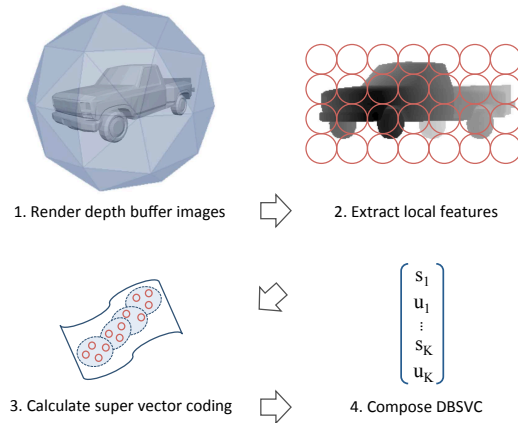 1. Render depth buffer images
2. Extract local features
s1
u1
⋮
sK
uK
3. Calculate super vector coding
4. Compose DBSVC